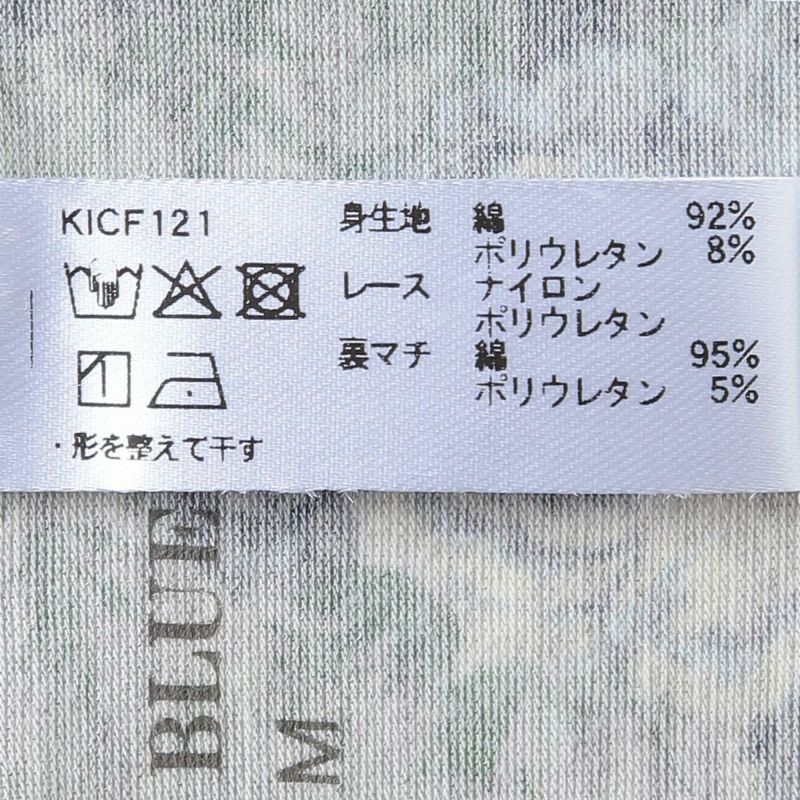 KICF121
身生地 綿 92%
ポリウレタン 8%
レース ナイロン
ポリウレタン
裏マチ 綿 95%
ポリウレタン 5%
・形を整えて干す
BLUE
M